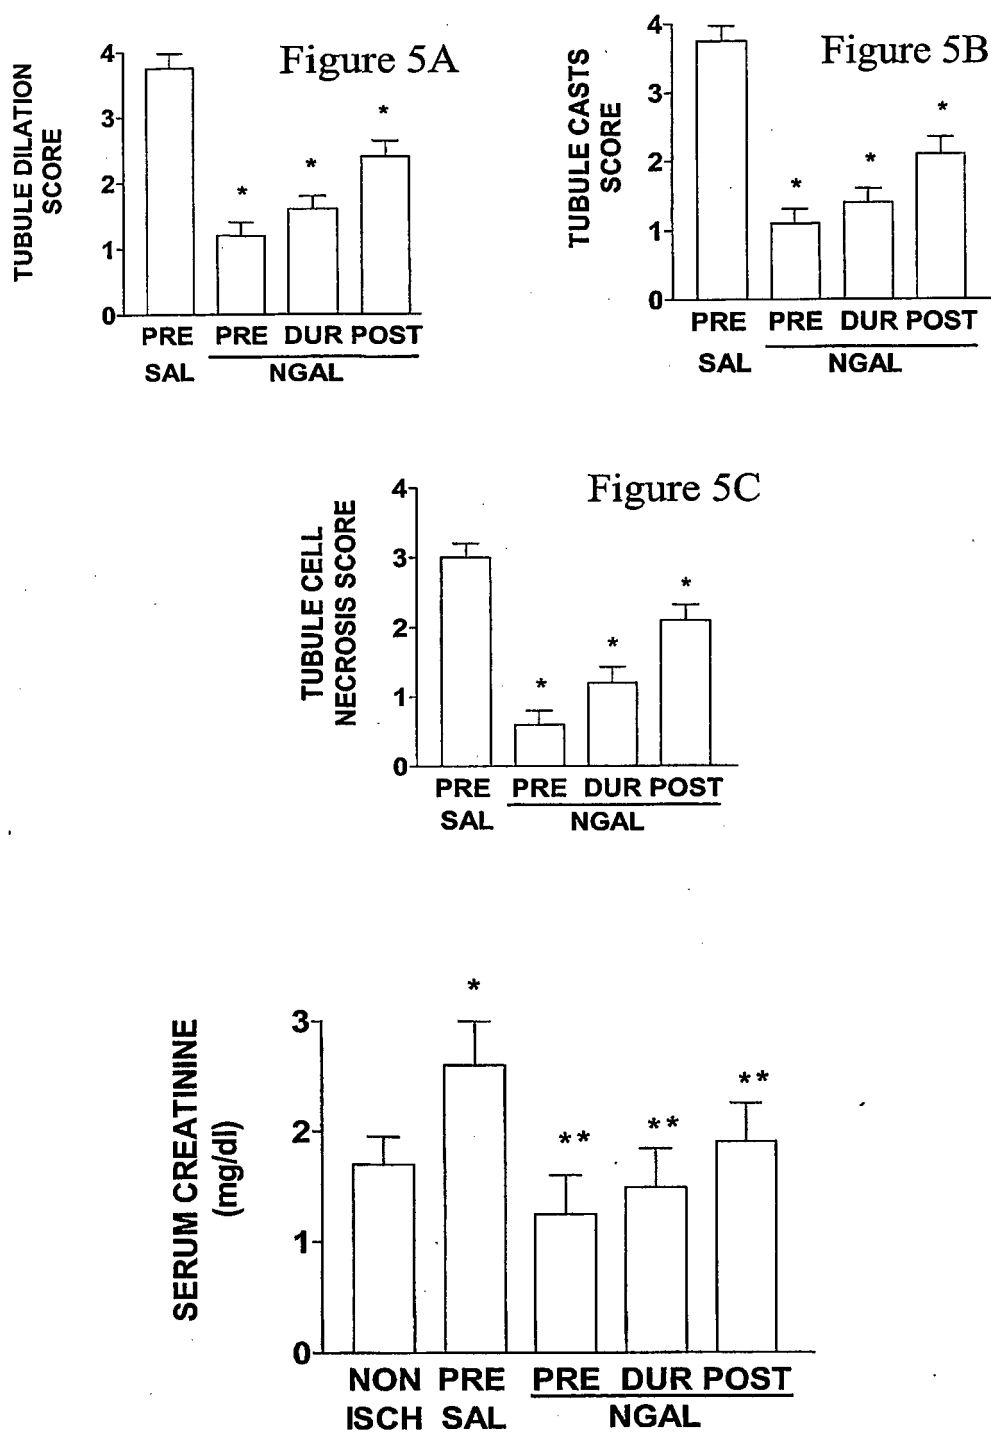 Figure 5A
TUBULE DILATION
SCORE
4
*
3
*
2
*
1
0
PRE PRE DUR POST
SAL NGAL
Figure 5B
TUBULE CASTS
SCORE
4
3
*
*
2
*
1
0
PRE PRE DUR POST
SAL NGAL
Figure 5C
TUBULE CELL
NECROSIS SCORE
4
3
*
2
*
*
1
0
PRE PRE DUR POST
SAL NGAL
SERUM CREATININE
(mg/dl)
*
3
**
2
**
**
1
0
NON PRE PRE DUR POST
ISCH SAL NGAL